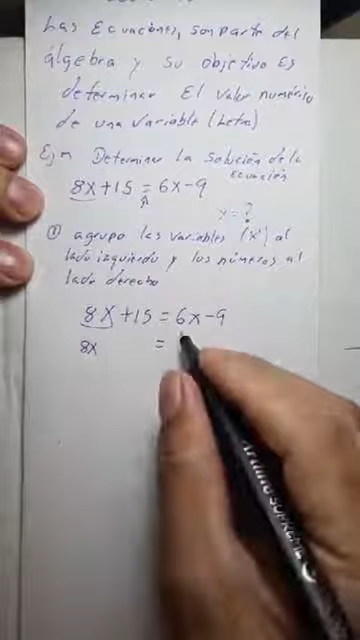 Las Ecuaciones, son parte del
álgebra y su objetivo Es
determinar El valor numérico
de una variable (Letra)
Ejm Determinar la solución de la
Ecuación
8x + 15 = 6x - 9
x = ?
① agrupo las variables (x) al
lado izquierdo y los números al
lado derecho
8x + 15 = 6x - 9
8x =